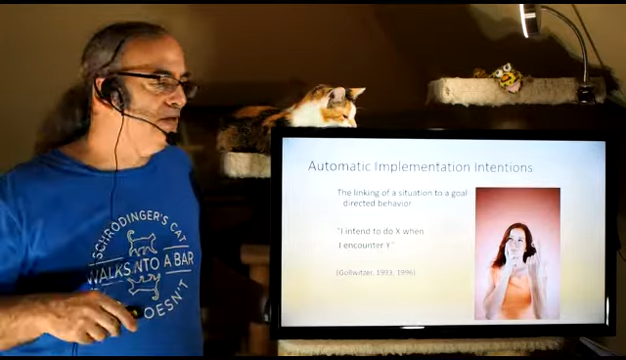 Automatic Implementation Intentions
The linking of a situation to a goal
directed behavior
"I intend to do X when
I encounter Y"
(Gollwitzer, 1993, 1996)
SCHRODINGER'S CAT
WALKS INTO A BAR
DOESN'T